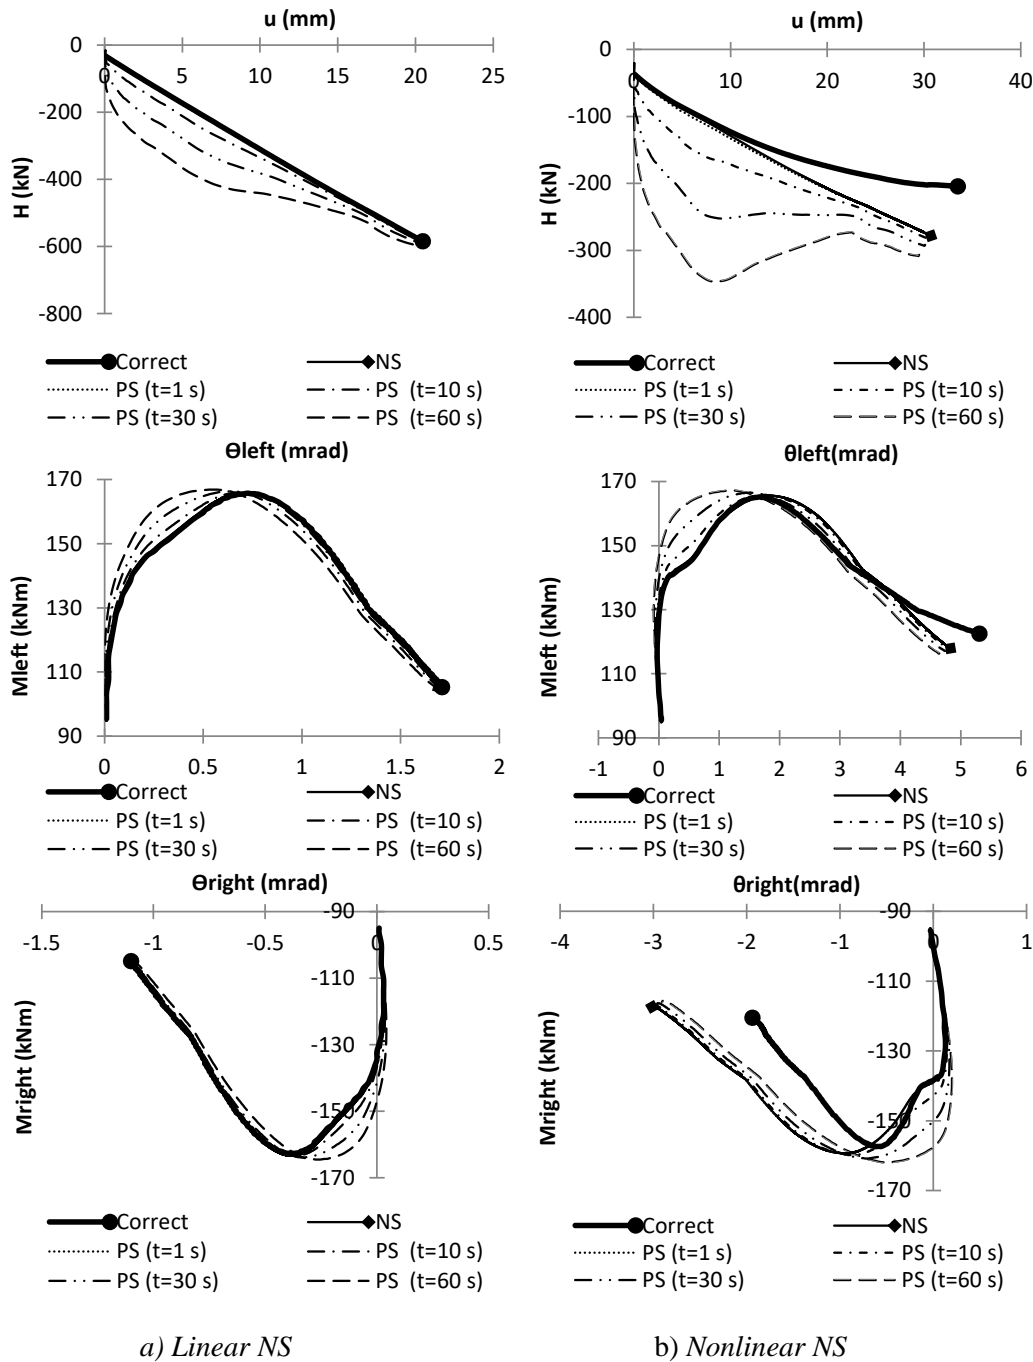 u (mm)
0
0 5 10 15 20 25
-200
-400
-600
-800
H (kN)
Correct NS
PS (t=1 s) PS (t=10 s)
PS (t=30 s) PS (t=60 s)
u (mm)
0
0 10 20 30 40
-100
-200
-300
-400
H (kN)
Correct NS
PS (t=1 s) PS (t=10 s)
PS (t=30 s) PS (t=60 s)
Θleft (mrad)
170
150
130
110
90
0 0.5 1 1.5 2
Mleft (kNm)
Correct NS
PS (t=1 s) PS (t=10 s)
PS (t=30 s) PS (t=60 s)
θleft(mrad)
170
150
130
110
90
-1 0 1 2 3 4 5 6
Mleft (kNm)
Correct NS
PS (t=1 s) PS (t=10 s)
PS (t=30 s) PS (t=60 s)
Θright (mrad)
-90
-1.5 -1 -0.5 0 0.5
-110
-130
-150
-170
Mright (kNm)
Correct NS
PS (t=1 s) PS (t=10 s)
PS (t=30 s) PS (t=60 s)
θright(mrad)
-90
-4 -3 -2 -1 0 1
-110
-130
-150
-170
Mright (kNm)
Correct NS
PS (t=1 s) PS (t=10 s)
PS (t=30 s) PS (t=60 s)
a) Linear NS
b) Nonlinear NS